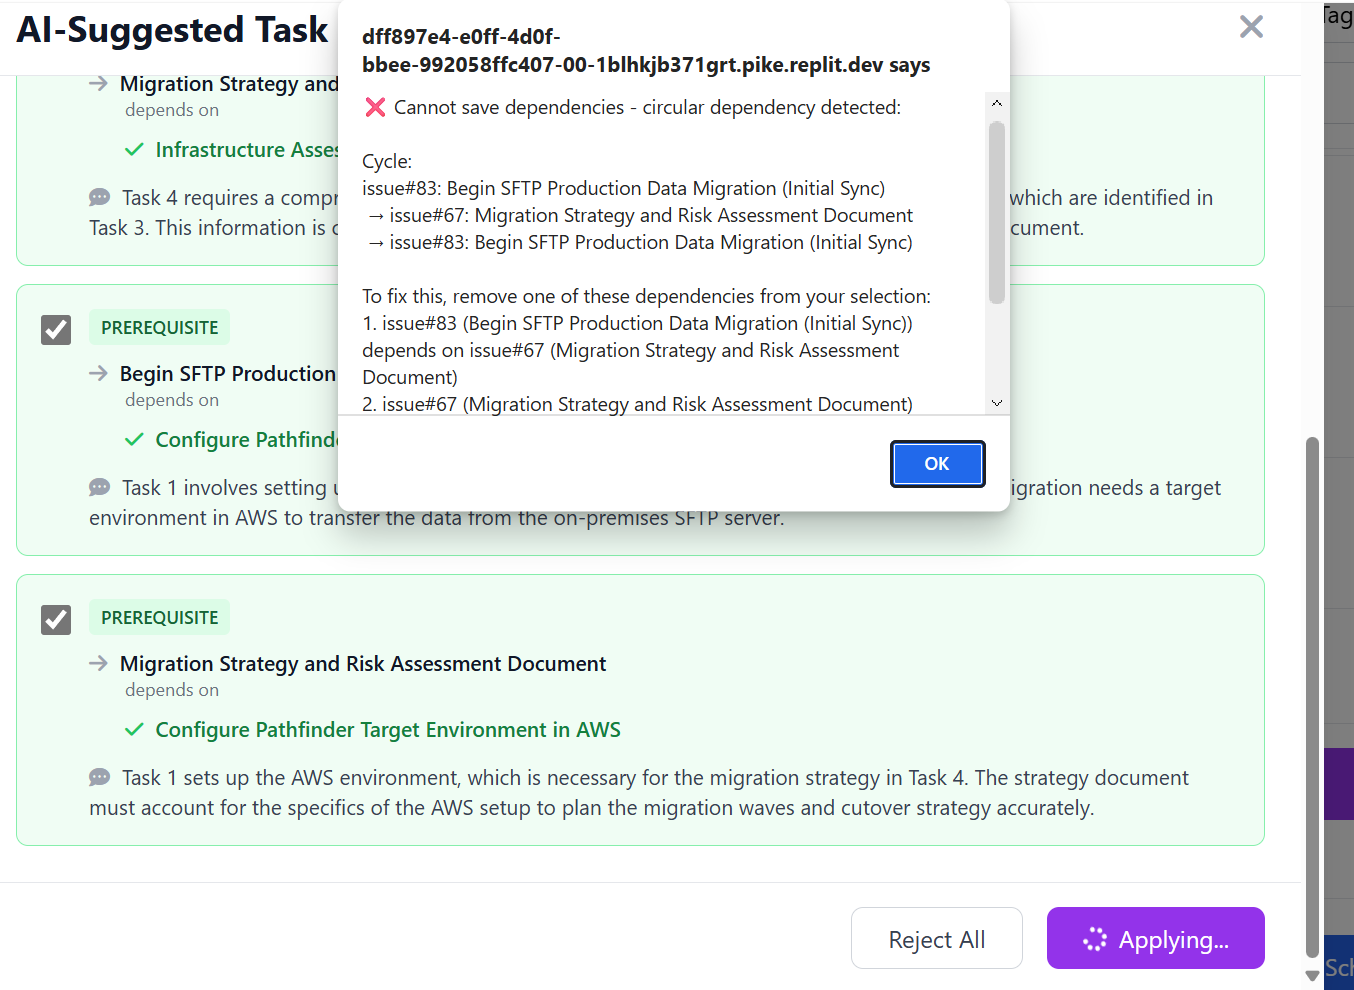 AI-Suggested Task
Migration Strategy and
depends on
Infrastructure Asses
Task 4 requires a compr
which are identified in
Task 3. This information is c
cument.
dff897e4-e0ff-4d0f-
bbee-992058ffc407-00-1blhkjb371grt.pike.replit.dev says
❌ Cannot save dependencies - circular dependency detected:
Cycle:
issue#83: Begin SFTP Production Data Migration (Initial Sync)
→ issue#67: Migration Strategy and Risk Assessment Document
→ issue#83: Begin SFTP Production Data Migration (Initial Sync)
To fix this, remove one of these dependencies from your selection:
1. issue#83 (Begin SFTP Production Data Migration (Initial Sync))
depends on issue#67 (Migration Strategy and Risk Assessment
Document)
2. issue#67 (Migration Strategy and Risk Assessment Document)
OK
PREREQUISITE
Begin SFTP Production
depends on
Configure Pathfind
Task 1 involves setting
igration needs a target
environment in AWS to transfer the data from the on-premises SFTP server.
PREREQUISITE
Migration Strategy and Risk Assessment Document
depends on
Configure Pathfinder Target Environment in AWS
Task 1 sets up the AWS environment, which is necessary for the migration strategy in Task 4. The strategy document
must account for the specifics of the AWS setup to plan the migration waves and cutover strategy accurately.
Reject All
Applying...
Tag
Sch